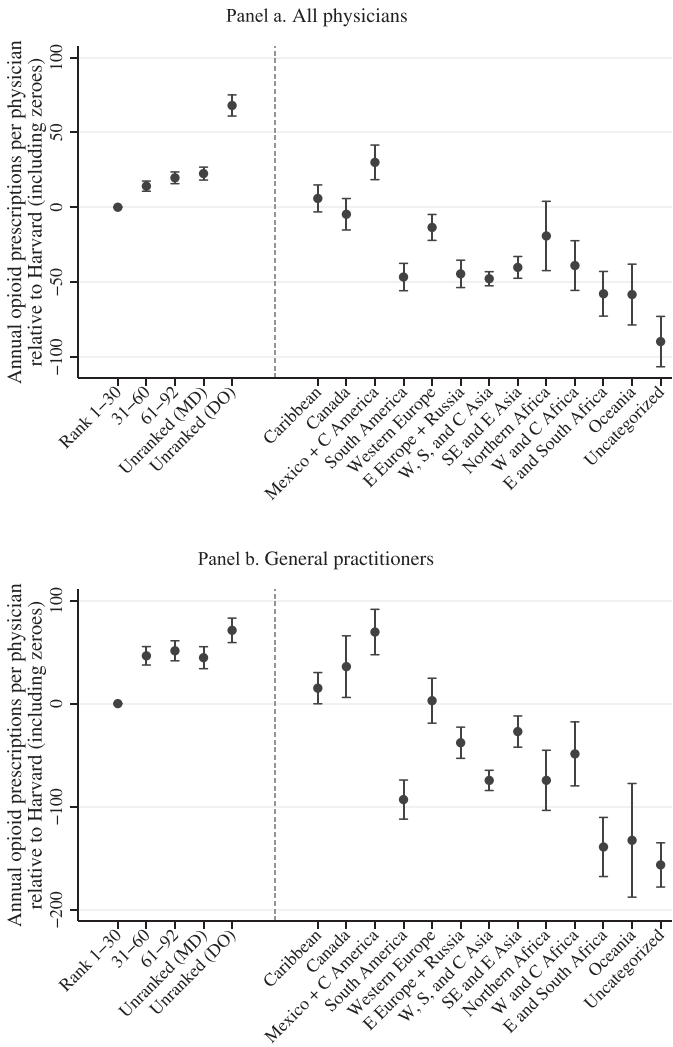 Panel a. All physicians
Annual opioid prescriptions per physician
relative to Harvard (including zeroes)
100
50
0
−50
−100
Rank 1–30
31–60
61–92
Unranked (MD)
Unranked (DO)
Caribbean
Canada
Mexico + C America
South America
Western Europe
E Europe + Russia
W, S, and C Asia
SE and E Asia
Northern Africa
W and C Africa
E and South Africa
Oceania
Uncategorized
Panel b. General practitioners
Annual opioid prescriptions per physician
relative to Harvard (including zeroes)
100
0
−100
−200
Rank 1–30
31–60
61–92
Unranked (MD)
Unranked (DO)
Caribbean
Canada
Mexico + C America
South America
Western Europe
E Europe + Russia
W, S, and C Asia
SE and E Asia
Northern Africa
W and C Africa
E and South Africa
Oceania
Uncategorized